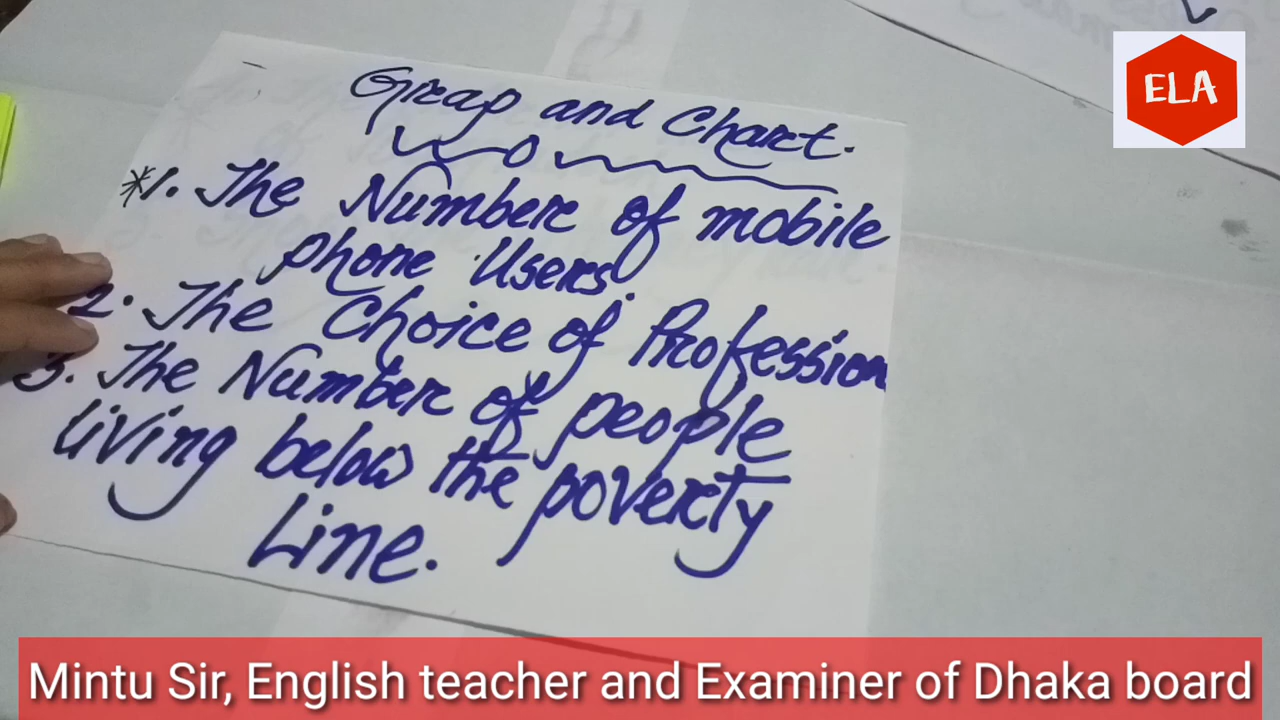 Grap and Chart.
*1. The Number of mobile
phone Users.
2. The Choice of Profession
3. The Number of people
living below the poverty
Line.
ELA
Mintu Sir, English teacher and Examiner of Dhaka board